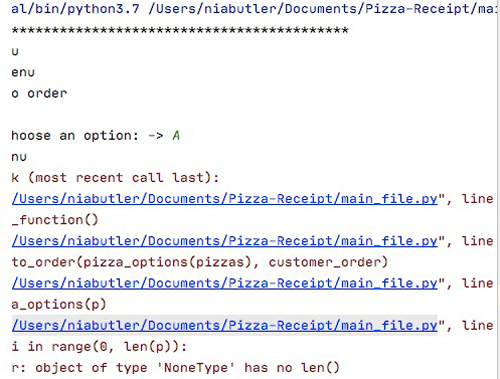 al/bin/python3.7 /Users/niabutler/Documents/Pizza-Receipt/mai
*******************************************
u
enu
o order
hoose an option: -> A
nu
k (most recent call last):
/Users/niabutler/Documents/Pizza-Receipt/main_file.py", line
_function()
/Users/niabutler/Documents/Pizza-Receipt/main_file.py", line
to_order(pizza_options(pizzas), customer_order)
/Users/niabutler/Documents/Pizza-Receipt/main_file.py", line
a_options(p)
/Users/niabutler/Documents/Pizza-Receipt/main_file.py", line
i in range(0, len(p)):
r: object of type 'NoneType' has no len()